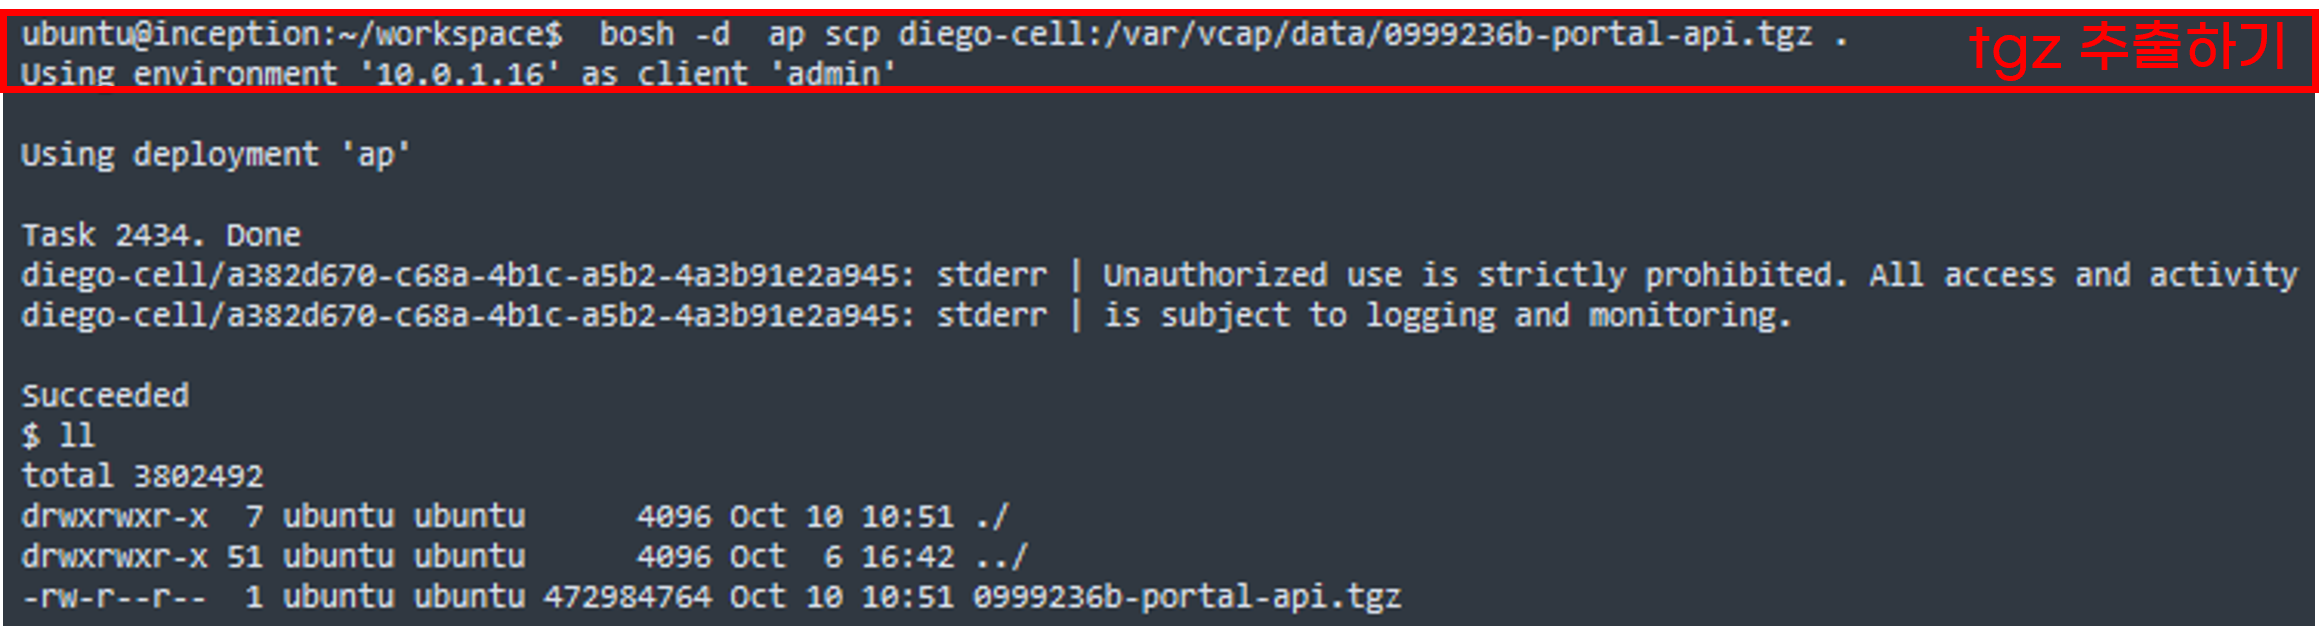 ubuntu@inception:~/workspace$  bosh -d  ap scp diego-cell:/var/vcap/data/0999236b-portal-api.tgz .
tgz 추출하기
Using environment '10.0.1.16' as client 'admin'
Using deployment 'ap'
Task 2434. Done
diego-cell/a382d670-c68a-4b1c-a5b2-4a3b91e2a945: stderr | Unauthorized use is strictly prohibited. All access and activity
diego-cell/a382d670-c68a-4b1c-a5b2-4a3b91e2a945: stderr | is subject to logging and monitoring.
Succeeded
$ ll
total 3802492
drwxrwxr-x  7 ubuntu ubuntu      4096 Oct 10 10:51 ./
drwxrwxr-x 51 ubuntu ubuntu      4096 Oct  6 16:42 ../
-rw-r--r--  1 ubuntu ubuntu 472984764 Oct 10 10:51 0999236b-portal-api.tgz